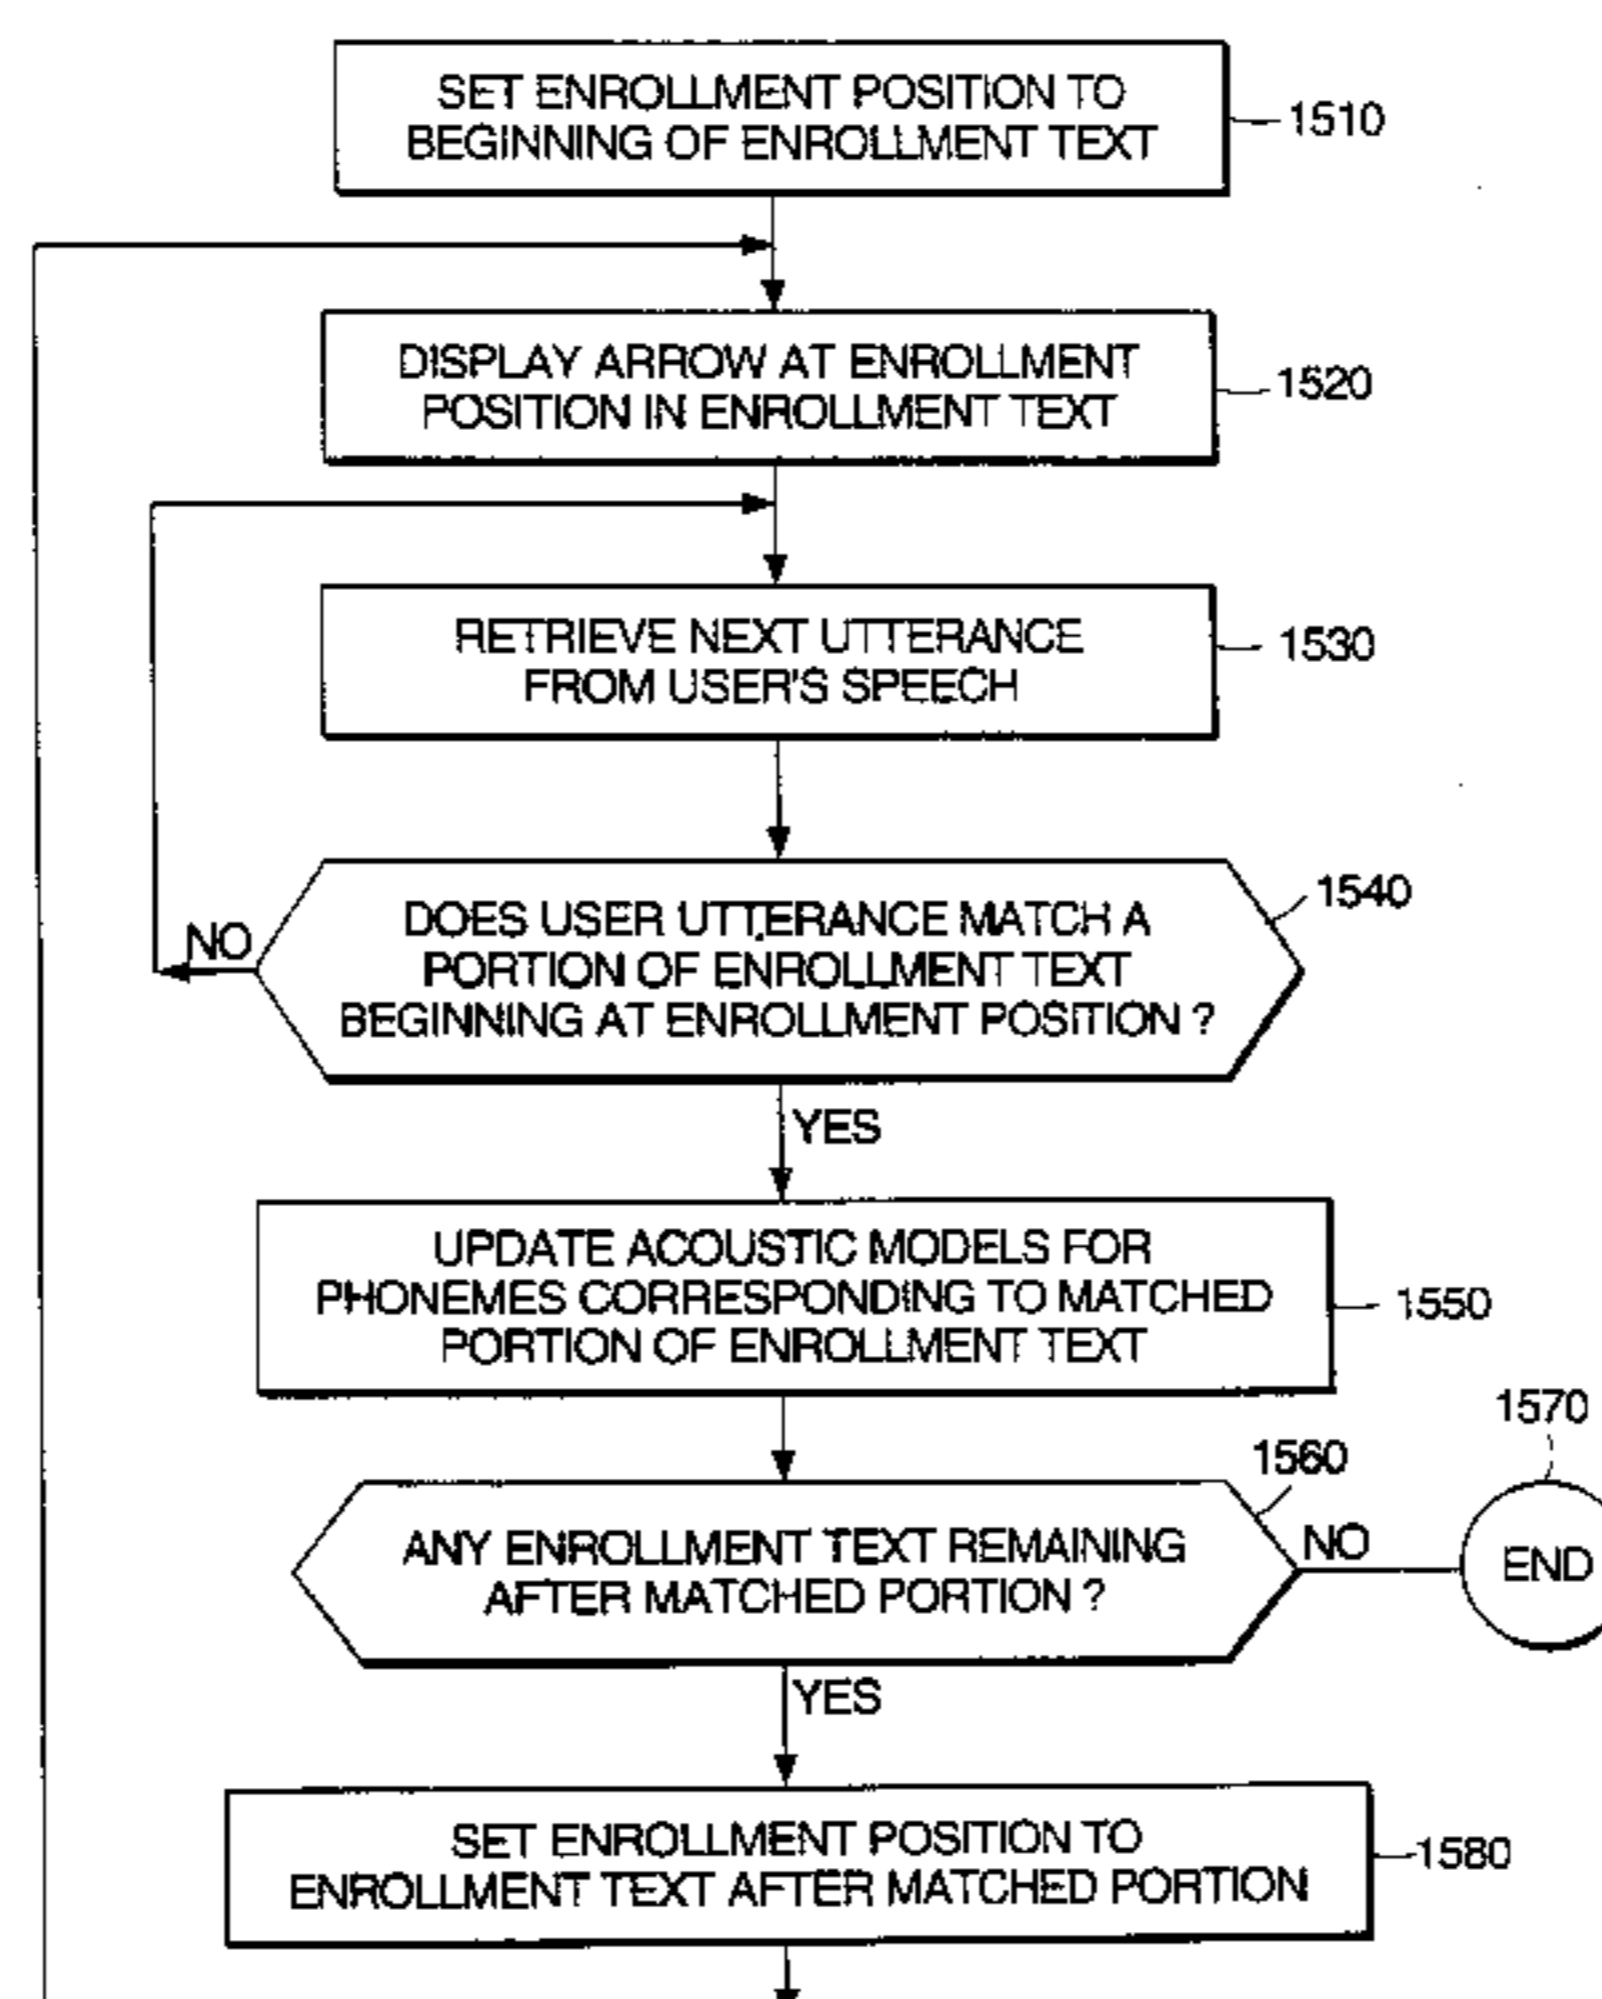 SET ENROLLMENT POSITION TO
BEGINNING OF ENROLLMENT TEXT
1510
DISPLAY ARROW AT ENROLLMENT
POSITION IN ENROLLMENT TEXT
1520
RETRIEVE NEXT UTTERANCE
FROM USER'S SPEECH
1530
DOES USER UTTERANCE MATCH A
PORTION OF ENROLLMENT TEXT
BEGINNING AT ENROLLMENT POSITION ?
1540
NO
YES
UPDATE ACOUSTIC MODELS FOR
PHONEMES CORRESPONDING TO MATCHED
PORTION OF ENROLLMENT TEXT
1550
ANY ENROLLMENT TEXT REMAINING
AFTER MATCHED PORTION ?
1560
NO
1570
END
YES
SET ENROLLMENT POSITION TO
ENROLLMENT TEXT AFTER MATCHED PORTION
1580